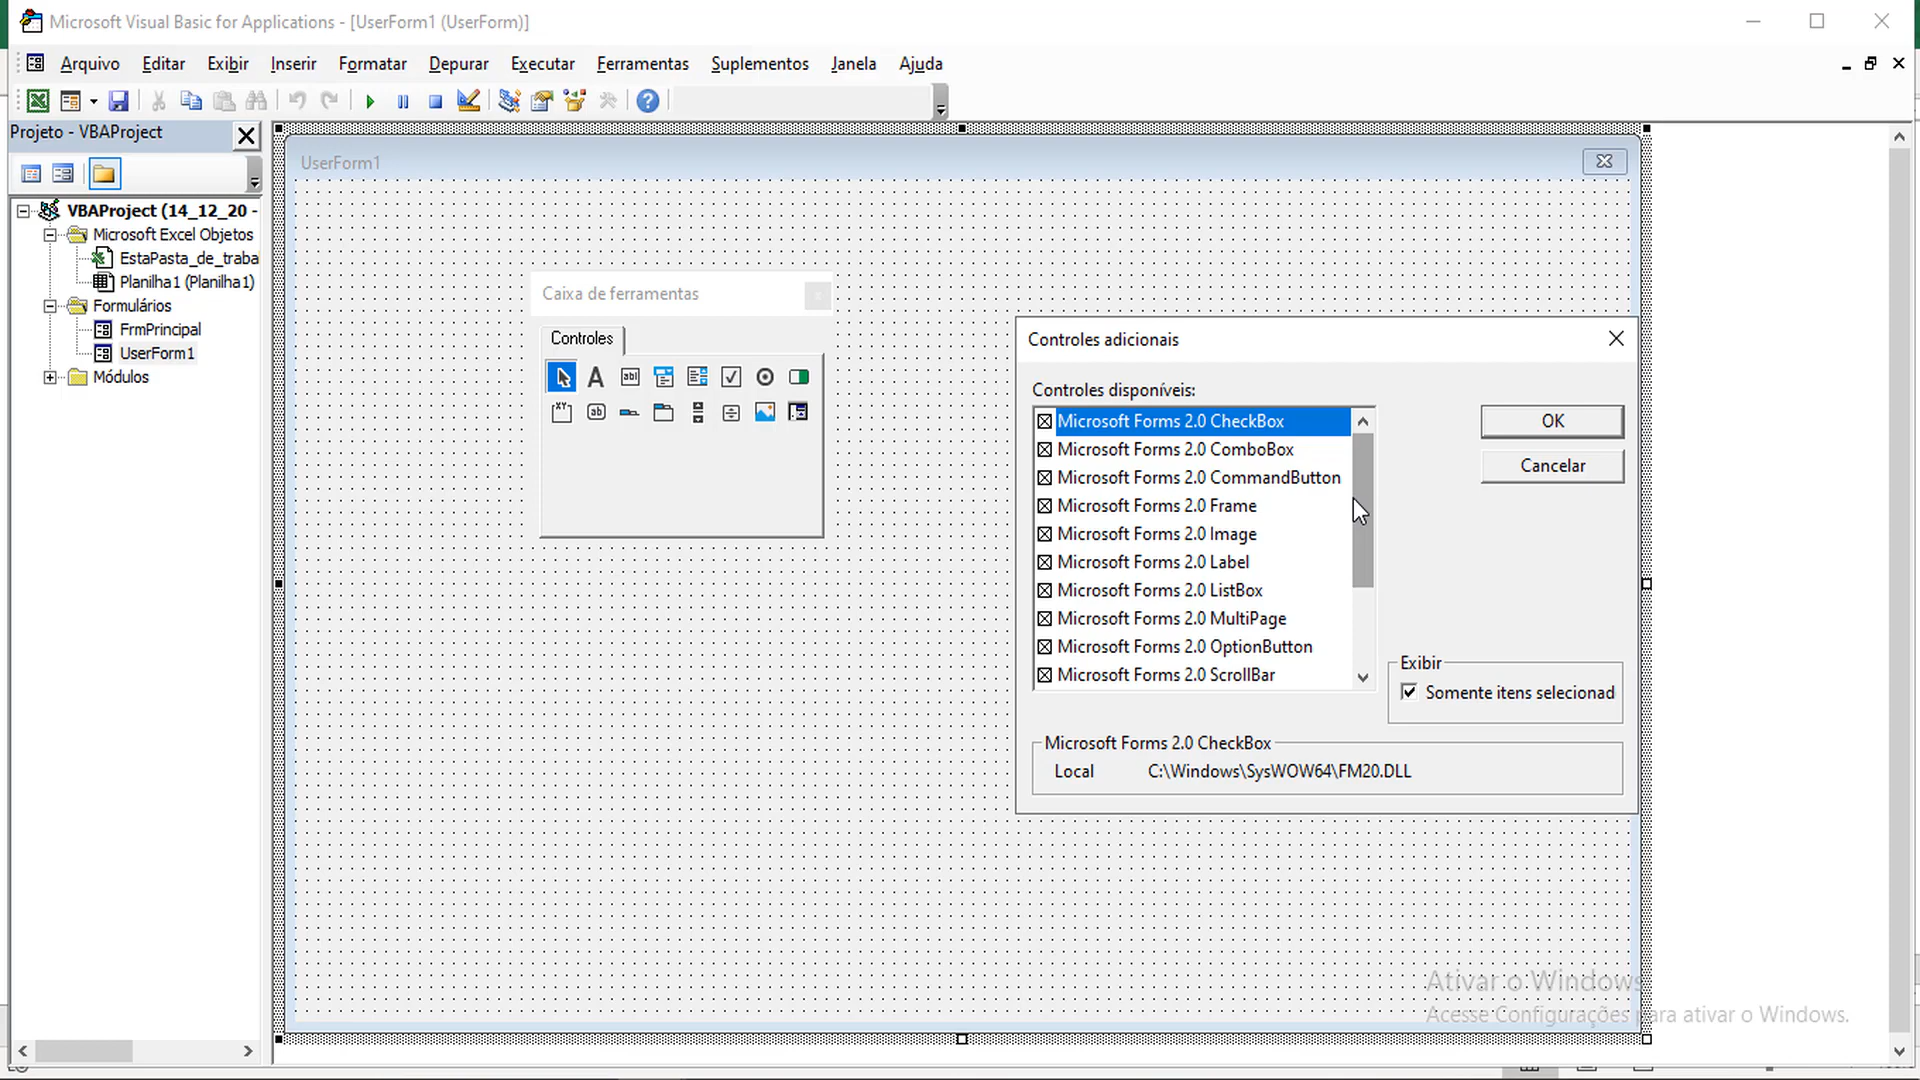 Microsoft Visual Basic for Applications - [UserForm1 (UserForm)]
Arquivo Editar Exibir Inserir Formatar Depurar Executar Ferramentas Suplementos Janela Ajuda
Projeto - VBAProject
VBAProject (14_12_20 -
Microsoft Excel Objetos
EstaPasta_de_traba
Planilha1 (Planilha1)
Formulários
FrmPrincipal
UserForm1
Módulos
UserForm1
Caixa de ferramentas
Controles
Controles adicionais
Controles disponíveis:
Microsoft Forms 2.0 CheckBox
Microsoft Forms 2.0 ComboBox
Microsoft Forms 2.0 CommandButton
Microsoft Forms 2.0 Frame
Microsoft Forms 2.0 Image
Microsoft Forms 2.0 Label
Microsoft Forms 2.0 ListBox
Microsoft Forms 2.0 MultiPage
Microsoft Forms 2.0 OptionButton
Microsoft Forms 2.0 ScrollBar
OK
Cancelar
Exibir
Somente itens selecionad
Microsoft Forms 2.0 CheckBox
Local C:\Windows\SysWOW64\FM20.DLL
Ativar o Windows
Acesse Configurações para ativar o Windows.